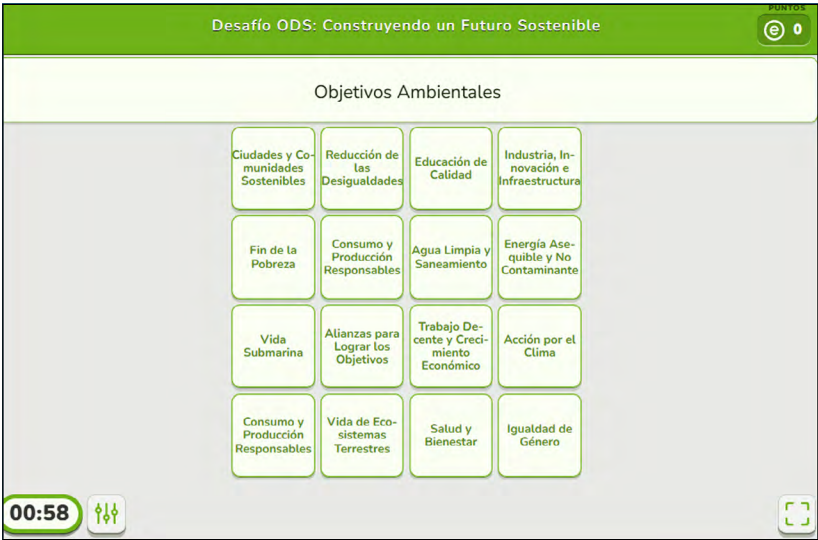 PUNTOS
Desafío ODS: Construyendo un Futuro Sostenible
e 0
Objetivos Ambientales
Ciudades y Co-
munidades
Sostenibles
Reducción de
las
Desigualdades
Educación de
Calidad
Industria, In-
novación e
Infraestructura
Fin de la
Pobreza
Consumo y
Producción
Responsables
Agua Limpia y
Saneamiento
Energía Ase-
quible y No
Contaminante
Vida
Submarina
Alianzas para
Lograr los
Objetivos
Trabajo De-
cente y Creci-
miento
Económico
Acción por el
Clima
Consumo y
Producción
Responsables
Vida de Eco-
sistemas
Terrestres
Salud y
Bienestar
Igualdad de
Género
00:58